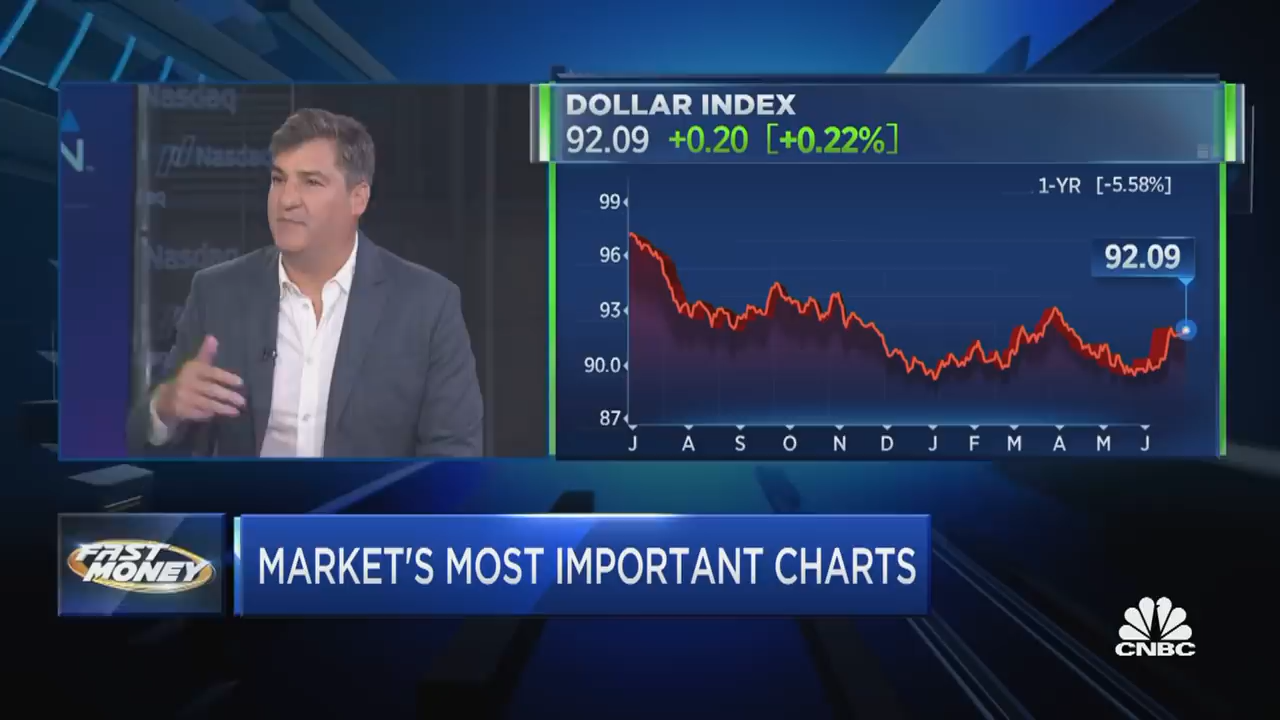 Nasdaq
Nasdaq
aq
Nasdaq
N
DOLLAR INDEX
92.09 +0.20 [+0.22%]
1-YR [-5.58%]
92.09
99
96
93
90.0
87
J A S O N D J F M A M J
FAST
MONEY
MARKET'S MOST IMPORTANT CHARTS
CNBC